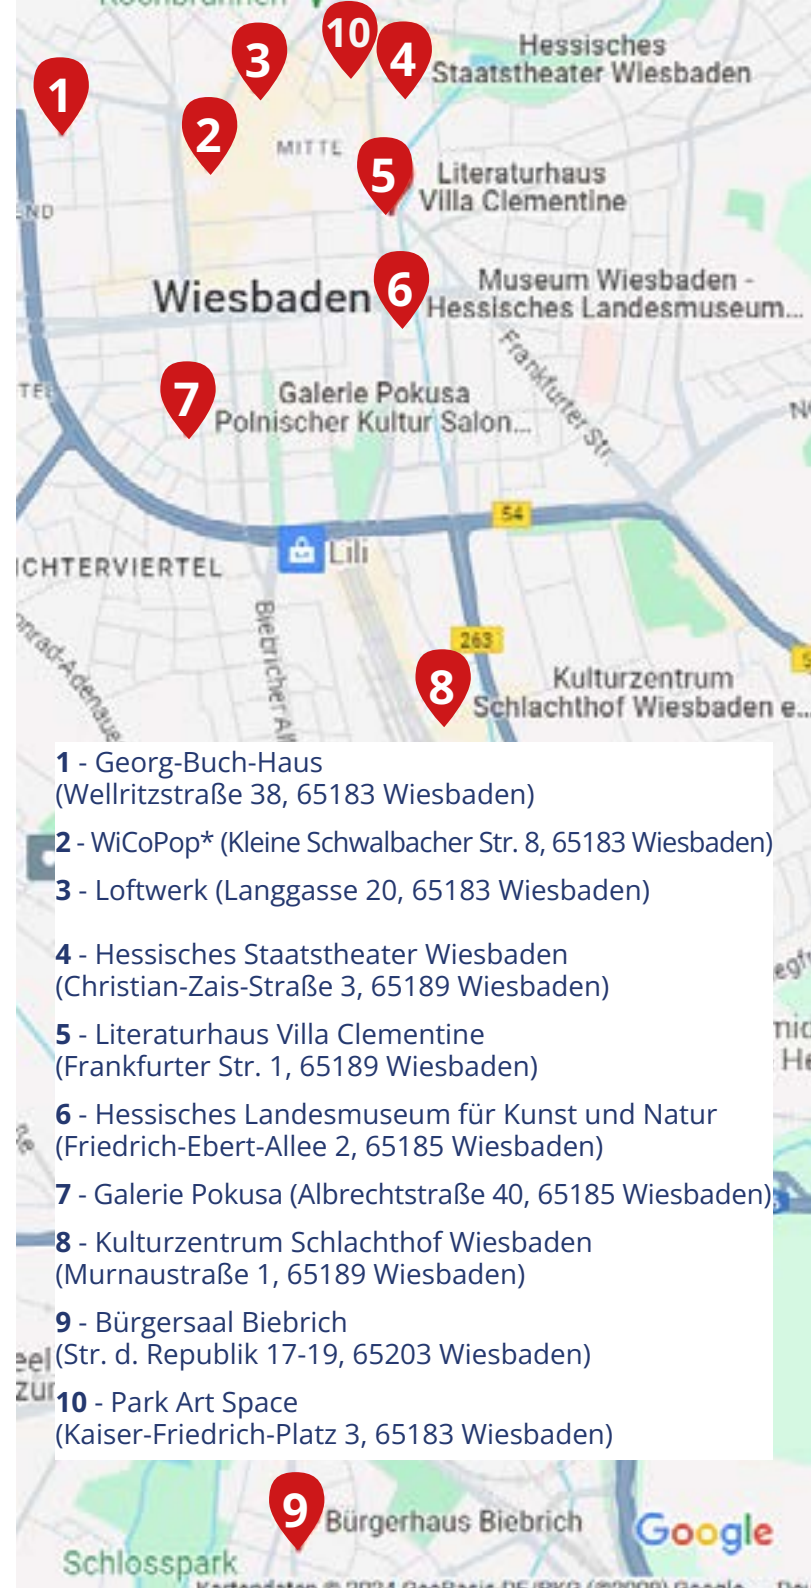 10
3
4
Hessisches
Staatstheater Wiesbaden
1
2
MITTE
5
Literaturhaus
Villa Clementine
END
6
Museum Wiesbaden -
Hessisches Landesmuseum...
Wiesbaden
Frankfurter Str.
7
Galerie Pokusa
Polnischer Kultur Salon...
54
Lili
ICHTERVIERTEL
Biebricher All
263
onrad-Adenaue
8
Kulturzentrum
Schlachthof Wiesbaden e...
1 - Georg-Buch-Haus
(Wellritzstraße 38, 65183 Wiesbaden)
2 - WiCoPop* (Kleine Schwalbacher Str. 8, 65183 Wiesbaden)
3 - Loftwerk (Langgasse 20, 65183 Wiesbaden)
4 - Hessisches Staatstheater Wiesbaden
(Christian-Zais-Straße 3, 65189 Wiesbaden)
5 - Literaturhaus Villa Clementine
(Frankfurter Str. 1, 65189 Wiesbaden)
6 - Hessisches Landesmuseum für Kunst und Natur
(Friedrich-Ebert-Allee 2, 65185 Wiesbaden)
7 - Galerie Pokusa (Albrechtstraße 40, 65185 Wiesbaden)
8 - Kulturzentrum Schlachthof Wiesbaden
(Murnaustraße 1, 65189 Wiesbaden)
9 - Bürgersaal Biebrich
(Str. d. Republik 17-19, 65203 Wiesbaden)
10 - Park Art Space
(Kaiser-Friedrich-Platz 3, 65183 Wiesbaden)
9
Bürgerhaus Biebrich
Google
Schlosspark